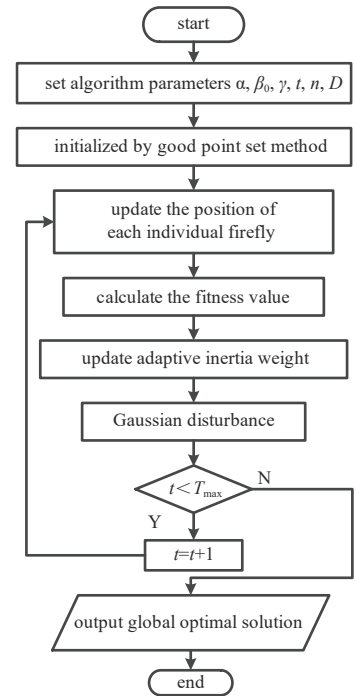 start
set algorithm parameters α, β₀, γ, t, n, D
initialized by good point set method
update the position of
each individual firefly
calculate the fitness value
update adaptive inertia weight
Gaussian disturbance
t<Tmax
N
Y
t=t+1
output global optimal solution
end